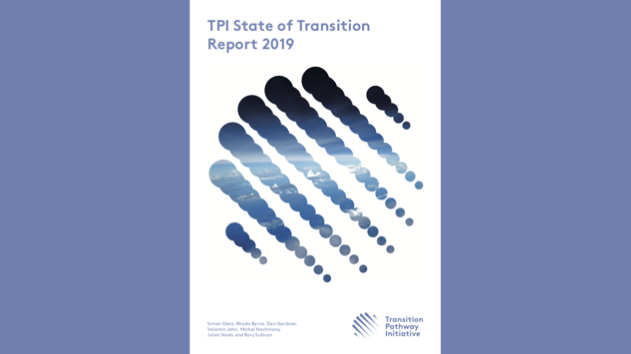 TPI State of Transition
Report 2019
Simon Dietz, Rhoda Byrne, Dan Gardiner,
Valentin Jahn, Michal Nachmany,
Jolien Noels and Rory Sullivan
Transition
Pathway
Initiative